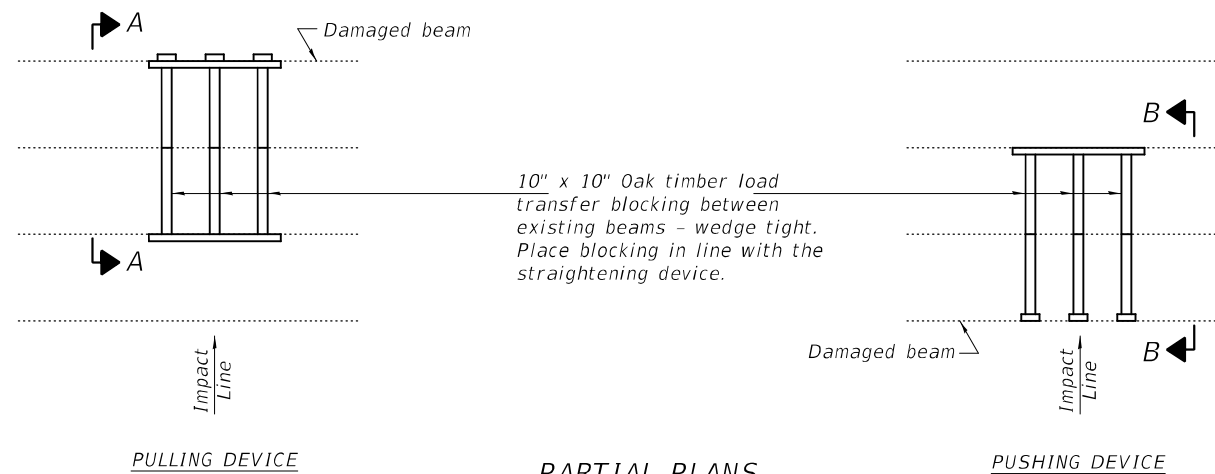 A
Damaged beam
B
10" x 10" Oak timber load
transfer blocking between
existing beams – wedge tight.
Place blocking in line with the
straightening device.
A
Damaged beam
B
Impact
Line
Impact
Line
PULLING DEVICE
PARTIAL PLANS
PUSHING DEVICE